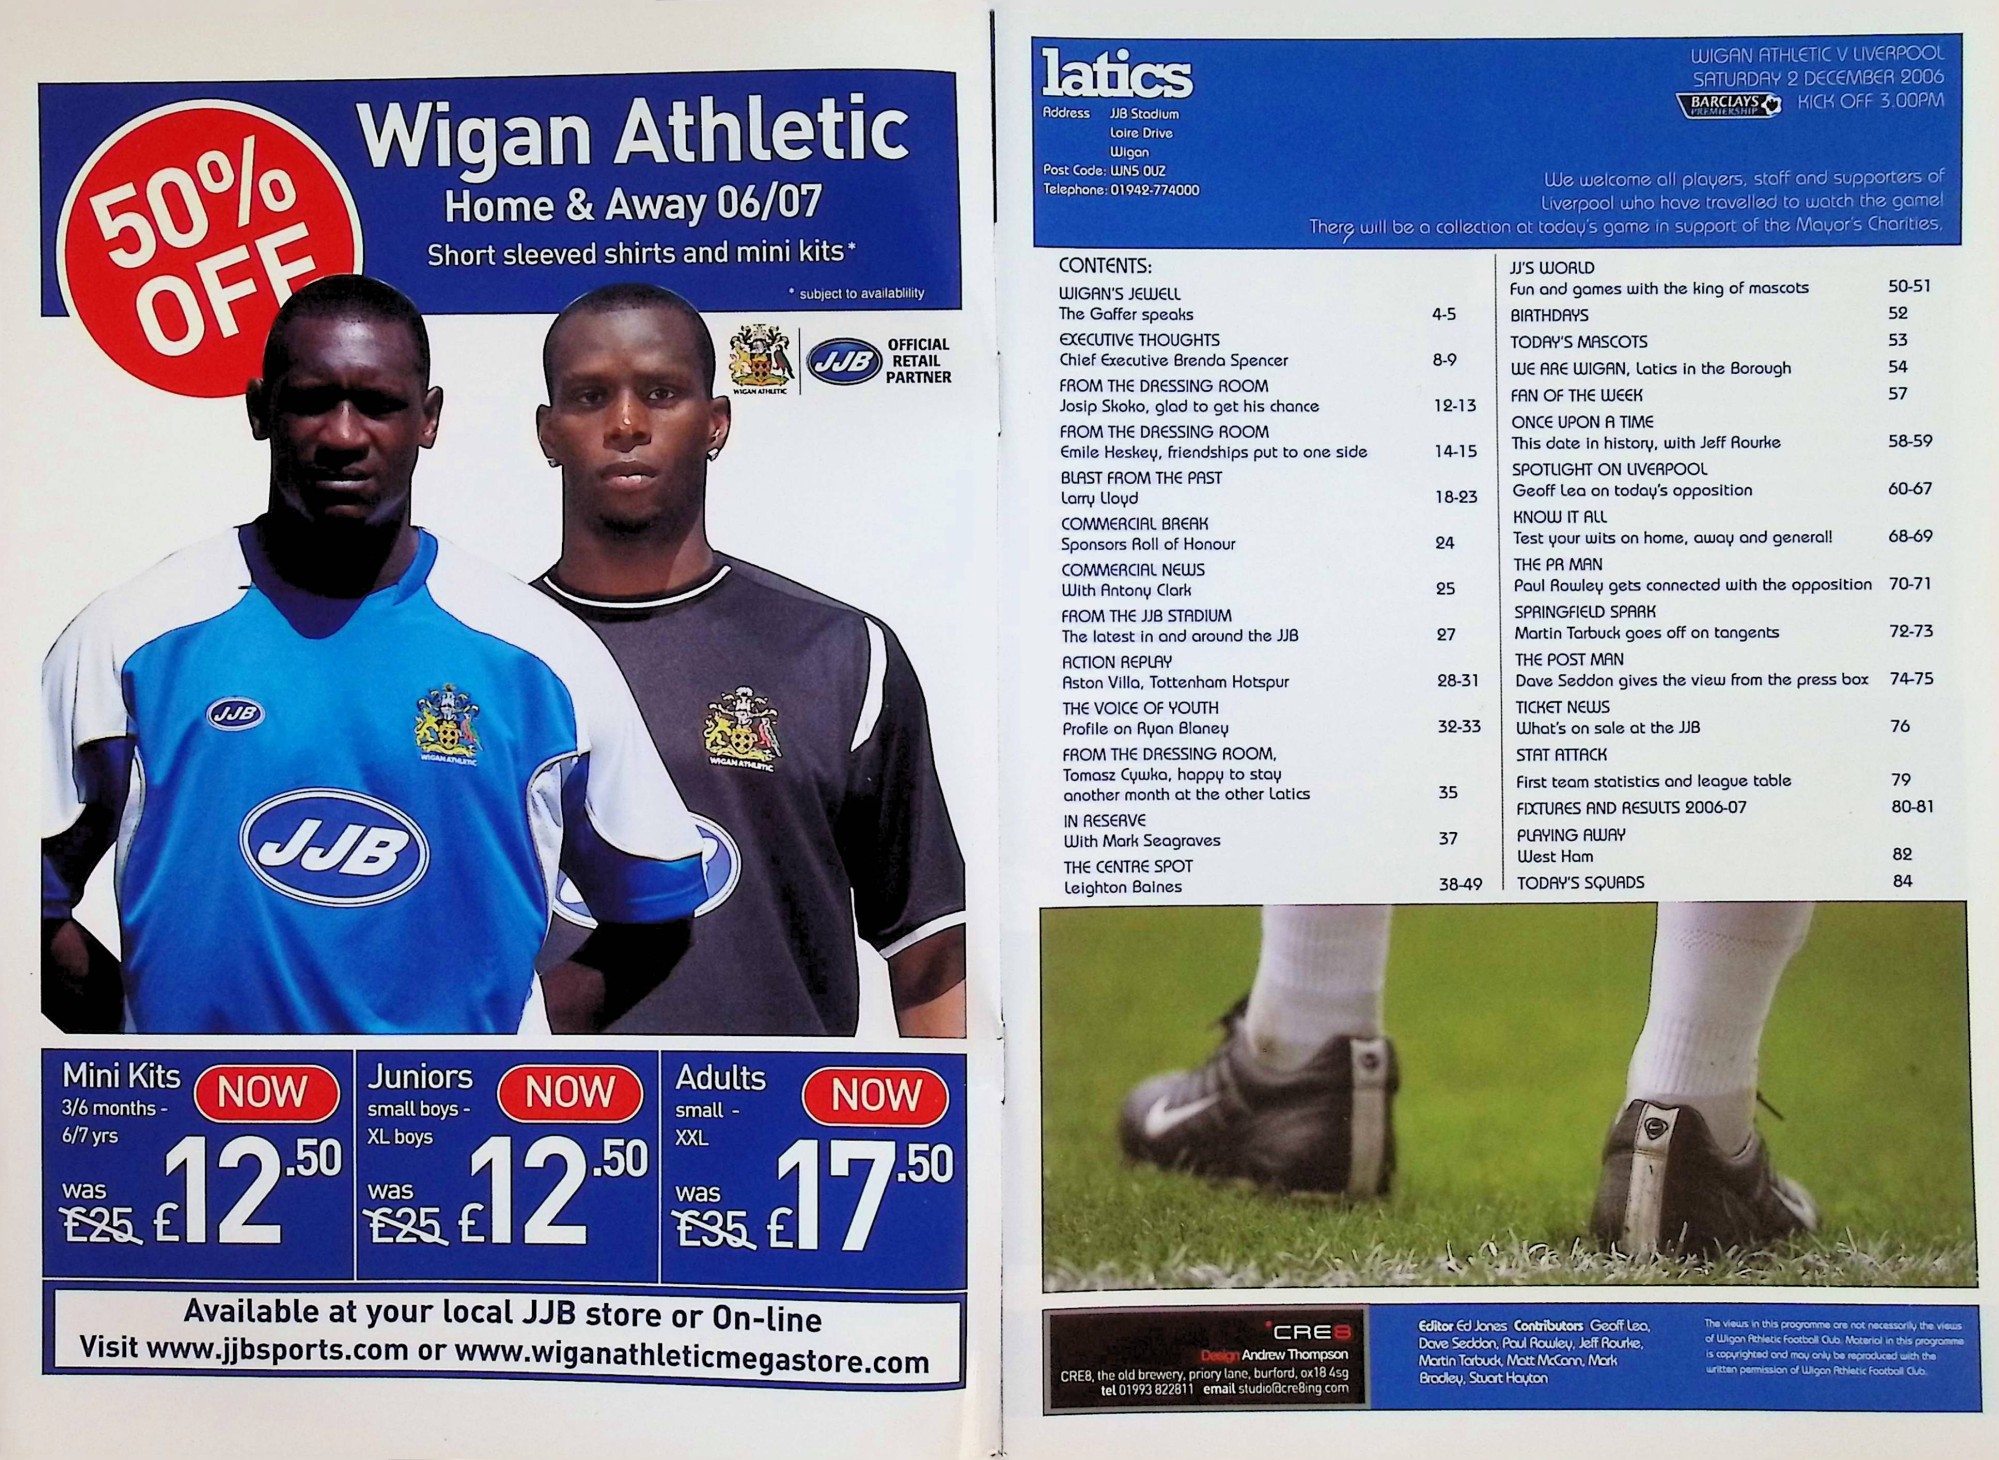 50%
OFF
Wigan Athletic
Home & Away 06/07
Short sleeved shirts and mini kits*
* subject to availablility
WIGAN ATHLETIC
JJB
OFFICIAL
RETAIL
PARTNER
JJB
WIGAN ATHLETIC
JJB
WIGAN ATHLETIC
Mini Kits
3/6 months -
6/7 yrs
NOW
was
£25
£12.50
Juniors
small boys -
XL boys
NOW
was
£25
£12.50
Adults
small -
XXL
NOW
was
£35
£17.50
Available at your local JJB store or On-line
Visit www.jjbsports.com or www.wiganathleticmegastore.com
latics
Address JJB Stadium
Loire Drive
Wigan
Post Code: WN5 0UZ
Telephone: 01942-774000
WIGAN ATHLETIC V LIVERPOOL
SATURDAY 2 DECEMBER 2006
BARCLAYS
PREMIERSHIP
KICK OFF 3.00PM
We welcome all players, staff and supporters of
Liverpool who have travelled to watch the game!
There will be a collection at today's game in support of the Mayor's Charities.
CONTENTS:
WIGAN'S JEWELL
The Gaffer speaks 4-5
EXECUTIVE THOUGHTS
Chief Executive Brenda Spencer 8-9
FROM THE DRESSING ROOM
Josip Skoko, glad to get his chance 12-13
FROM THE DRESSING ROOM
Emile Heskey, friendships put to one side 14-15
BLAST FROM THE PAST
Larry Lloyd 18-23
COMMERCIAL BREAK
Sponsors Roll of Honour 24
COMMERCIAL NEWS
With Antony Clark 25
FROM THE JJB STADIUM
The latest in and around the JJB 27
ACTION REPLAY
Aston Villa, Tottenham Hotspur 28-31
THE VOICE OF YOUTH
Profile on Ryan Blaney 32-33
FROM THE DRESSING ROOM,
Tomasz Cywka, happy to stay
another month at the other Latics 35
IN RESERVE
With Mark Seagraves 37
THE CENTRE SPOT
Leighton Baines 38-49
JJ'S WORLD
Fun and games with the king of mascots 50-51
BIRTHDAYS 52
TODAY'S MASCOTS 53
WE ARE WIGAN, Latics in the Borough 54
FAN OF THE WEEK 57
ONCE UPON A TIME
This date in history, with Jeff Rourke 58-59
SPOTLIGHT ON LIVERPOOL
Geoff Lea on today's opposition 60-67
KNOW IT ALL
Test your wits on home, away and general! 68-69
THE PR MAN
Paul Rowley gets connected with the opposition 70-71
SPRINGFIELD SPARK
Martin Tarbuck goes off on tangents 72-73
THE POST MAN
Dave Seddon gives the view from the press box 74-75
TICKET NEWS
What's on sale at the JJB 76
STAT ATTACK
First team statistics and league table 79
FIXTURES AND RESULTS 2006-07 80-81
PLAYING AWAY
West Ham 82
TODAY'S SQUADS 84
CRE8
Design Andrew Thompson
CRE8, the old brewery, priory lane, burford, ox18 4sg
tel 01993 822811 email studio@cre8ing.com
Editor Ed Jones Contributors Geoff Lea,
Dave Seddon, Paul Rowley, Jeff Rourke,
Martin Tarbuck, Matt McCann, Mark
Bradley, Stuart Hayton
The views in this programme are not necessarily the views
of Wigan Athletic Football Club. Material in this programme
is copyrighted and may only be reproduced with the
written permission of Wigan Athletic Football Club.